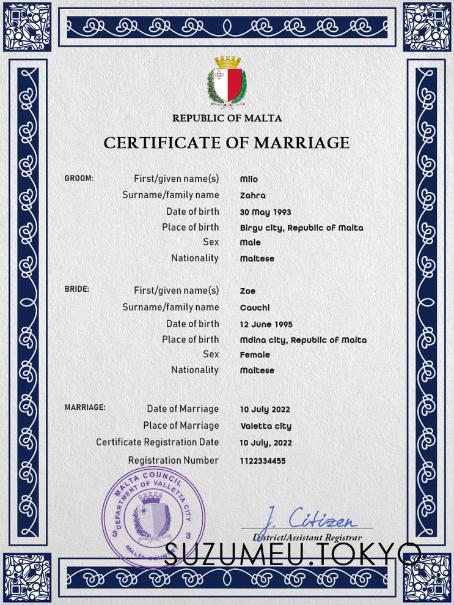 REPUBLIC OF MALTA
CERTIFICATE OF MARRIAGE
GROOM: First/given name(s) Milo
Surname/family name Zahra
Date of birth 30 May 1993
Place of birth Birgu city, Republic of Malta
Sex Male
Nationality Maltese
BRIDE: First/given name(s) Zoe
Surname/family name Cauchi
Date of birth 12 June 1995
Place of birth Mdina city, Republic of Malta
Sex Female
Nationality Maltese
MARRIAGE: Date of Marriage 10 July 2022
Place of Marriage Valetta city
Certificate Registration Date 10 July, 2022
Registration Number 1122334455
MALTA COUNCIL
DEPARTMENT OF VALLETTA CITY
MALTA
J. Citizen
District/Assistant Registrar
SUZUMEU.TOKYO